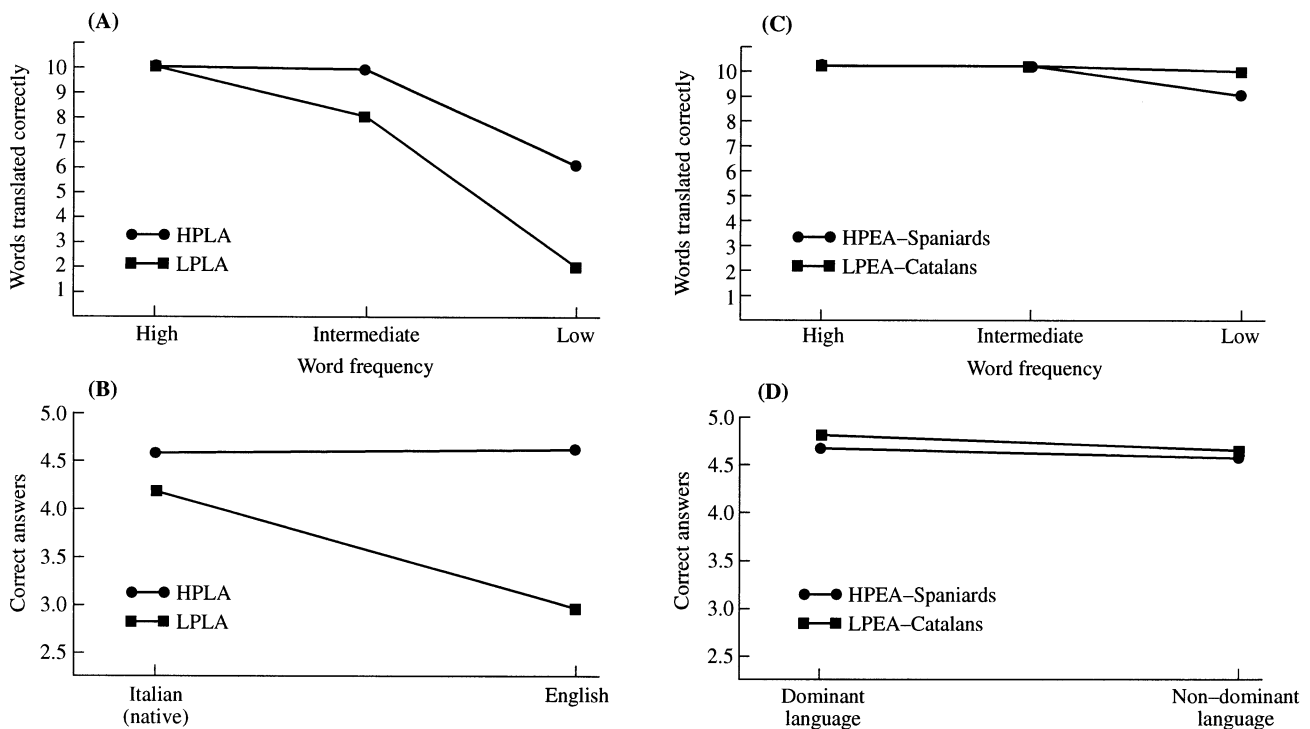 (A)
Words translated correctly
10
9
8
7
6
5
4
3
2
1
HPLA
LPLA
High Intermediate Low
Word frequency
(C)
Words translated correctly
10
9
8
7
6
5
4
3
2
1
HPEA–Spaniards
LPEA–Catalans
High Intermediate Low
Word frequency
(B)
Correct answers
5.0
4.5
4.0
3.5
3.0
2.5
HPLA
LPLA
Italian English
(native)
(D)
Correct answers
5.0
4.5
4.0
3.5
3.0
2.5
HPEA–Spaniards
LPEA–Catalans
Dominant Non–dominant
language language